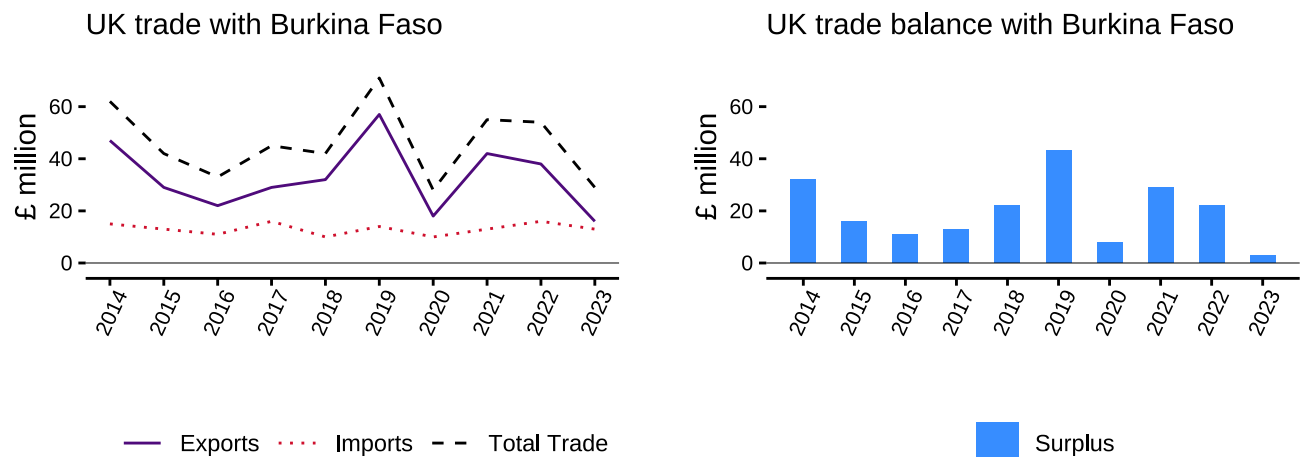 UK trade with Burkina Faso
£ million
60
40
20
0
2014 2015 2016 2017 2018 2019 2020 2021 2022 2023
Exports Imports Total Trade
UK trade balance with Burkina Faso
£ million
60
40
20
0
2014 2015 2016 2017 2018 2019 2020 2021 2022 2023
Surplus